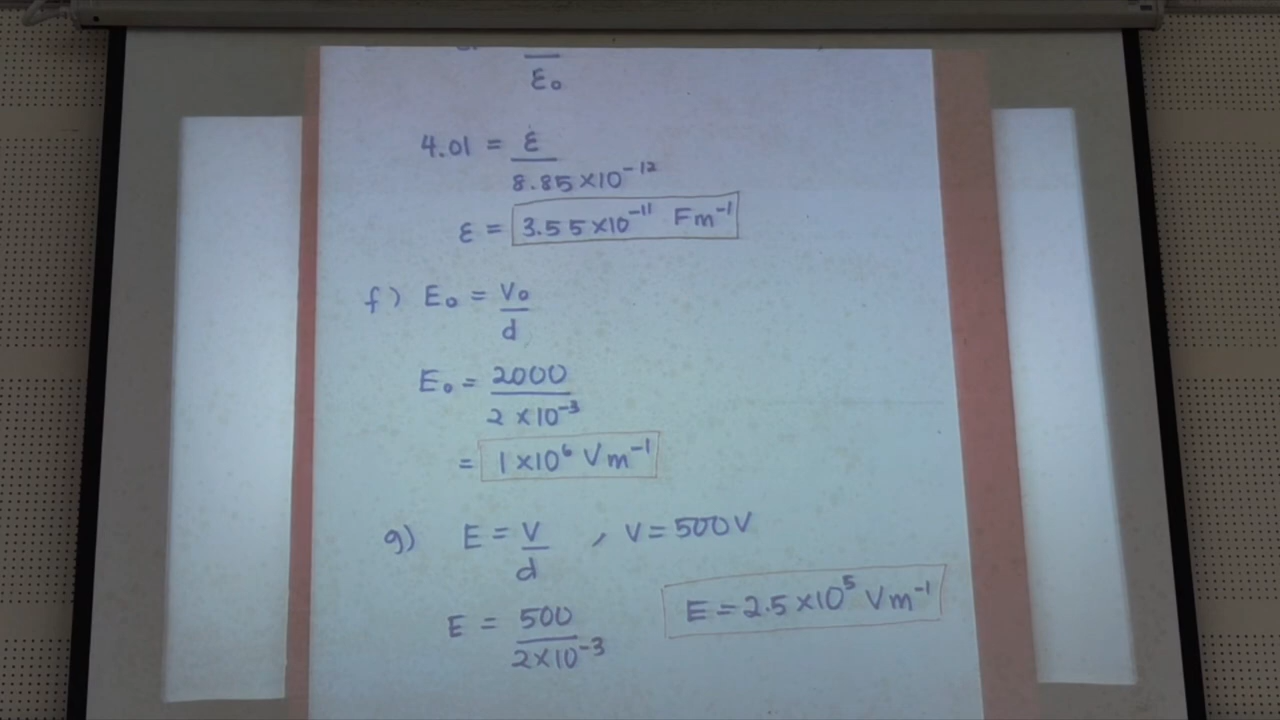 ε₀
4.01 = ε / 8.85 × 10⁻¹²
ε = 3.55 × 10⁻¹¹ Fm⁻¹
f) E₀ = V₀ / d
E₀ = 2000 / 2 × 10⁻³
= 1 × 10⁶ Vm⁻¹
g) E = V / d , V = 500V
E = 500 / 2 × 10⁻³
E = 2.5 × 10⁵ Vm⁻¹